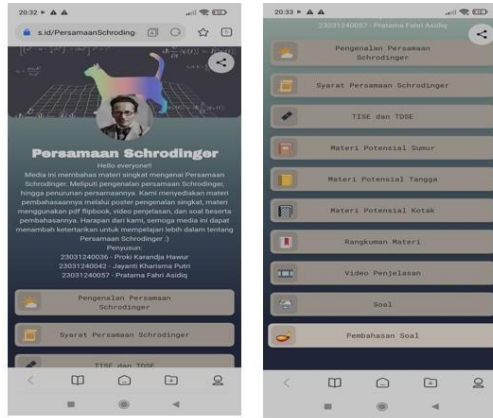 20:32
s.id/PersamaanSchroding
5
Persamaan Schrodinger
Hello everyone!!
Media ini membahas materi singkat mengenai Persamaan
Schrodinger. Meliputi pengenalan persamaan Schrodinger,
hingga penurunan persamaannya. Kami menyediakan materi
pembahasaannya melalui poster pengenalan singkat, materi
menggunakan pdf flipbook, video penjelasan, dan soal beserta
pembahasannya. Harapan dari kami, semoga media ini dapat
menambah ketertarikan untuk mempelajari lebih dalam tentang
Persamaan Schrodinger :)
Penyusun:
23031240036 - Proki Karandja Hawur
23031240042 - Jayanti Kharisma Putri
23031240057 - Pratama Fahri Asidiq
Pengenalan Persamaan
Schrodinger
Syarat Persamaan Schrodinger
TISE dan TDSE
20:33
23031240057 - Pratama Fahri Asidiq
Pengenalan Persamaan
Schrodinger
Syarat Persamaan Schrodinger
TISE dan TDSE
Materi Potensial Sumur
Materi Potensial Tangga
Materi Potensial Kotak
Rangkuman Materi
Video Penjelasan
Soal
Pembahasan Soal